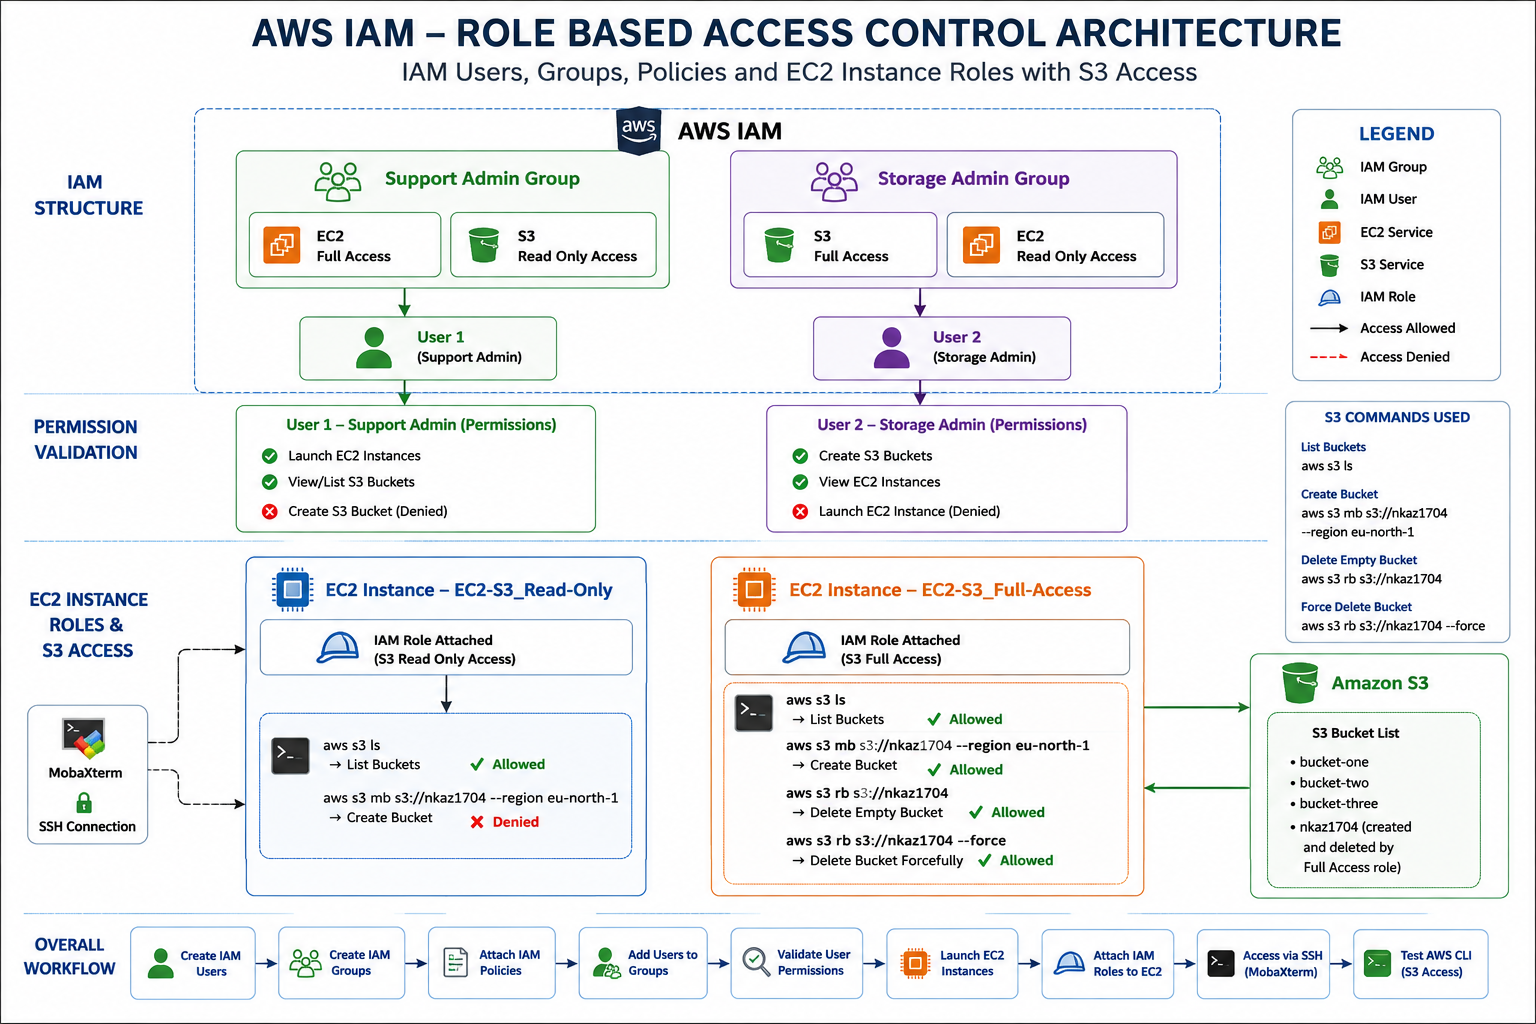 AWS IAM – ROLE BASED ACCESS CONTROL ARCHITECTURE
IAM Users, Groups, Policies and EC2 Instance Roles with S3 Access
IAM
STRUCTURE
aws
AWS IAM
Support Admin Group
EC2
Full Access
S3
Read Only Access
User 1
(Support Admin)
Storage Admin Group
S3
Full Access
EC2
Read Only Access
User 2
(Storage Admin)
LEGEND
IAM Group
IAM User
EC2 Service
S3 Service
IAM Role
Access Allowed
Access Denied
PERMISSION
VALIDATION
User 1 – Support Admin (Permissions)
Launch EC2 Instances
View/List S3 Buckets
Create S3 Bucket (Denied)
User 2 – Storage Admin (Permissions)
Create S3 Buckets
View EC2 Instances
Launch EC2 Instance (Denied)
S3 COMMANDS USED
List Buckets
aws s3 ls
Create Bucket
aws s3 mb s3://nkaz1704
--region eu-north-1
Delete Empty Bucket
aws s3 rb s3://nkaz1704
Force Delete Bucket
aws s3 rb s3://nkaz1704 --force
EC2 INSTANCE
ROLES &
S3 ACCESS
MobaXterm
SSH Connection
EC2 Instance – EC2-S3_Read-Only
IAM Role Attached
(S3 Read Only Access)
aws s3 ls
→ List Buckets ✓ Allowed
aws s3 mb s3://nkaz1704 --region eu-north-1
→ Create Bucket ✗ Denied
EC2 Instance – EC2-S3_Full-Access
IAM Role Attached
(S3 Full Access)
aws s3 ls
→ List Buckets ✓ Allowed
aws s3 mb s3://nkaz1704 --region eu-north-1
→ Create Bucket ✓ Allowed
aws s3 rb s3://nkaz1704
→ Delete Empty Bucket ✓ Allowed
aws s3 rb s3://nkaz1704 --force
→ Delete Bucket Forcefully ✓ Allowed
Amazon S3
S3 Bucket List
• bucket-one
• bucket-two
• bucket-three
• nkaz1704 (created
and deleted by
Full Access role)
OVERALL
WORKFLOW
Create IAM
Users
Create IAM
Groups
Attach IAM
Policies
Add Users to
Groups
Validate User
Permissions
Launch EC2
Instances
Attach IAM
Roles to EC2
Access via SSH
(MobaXterm)
Test AWS CLI
(S3 Access)